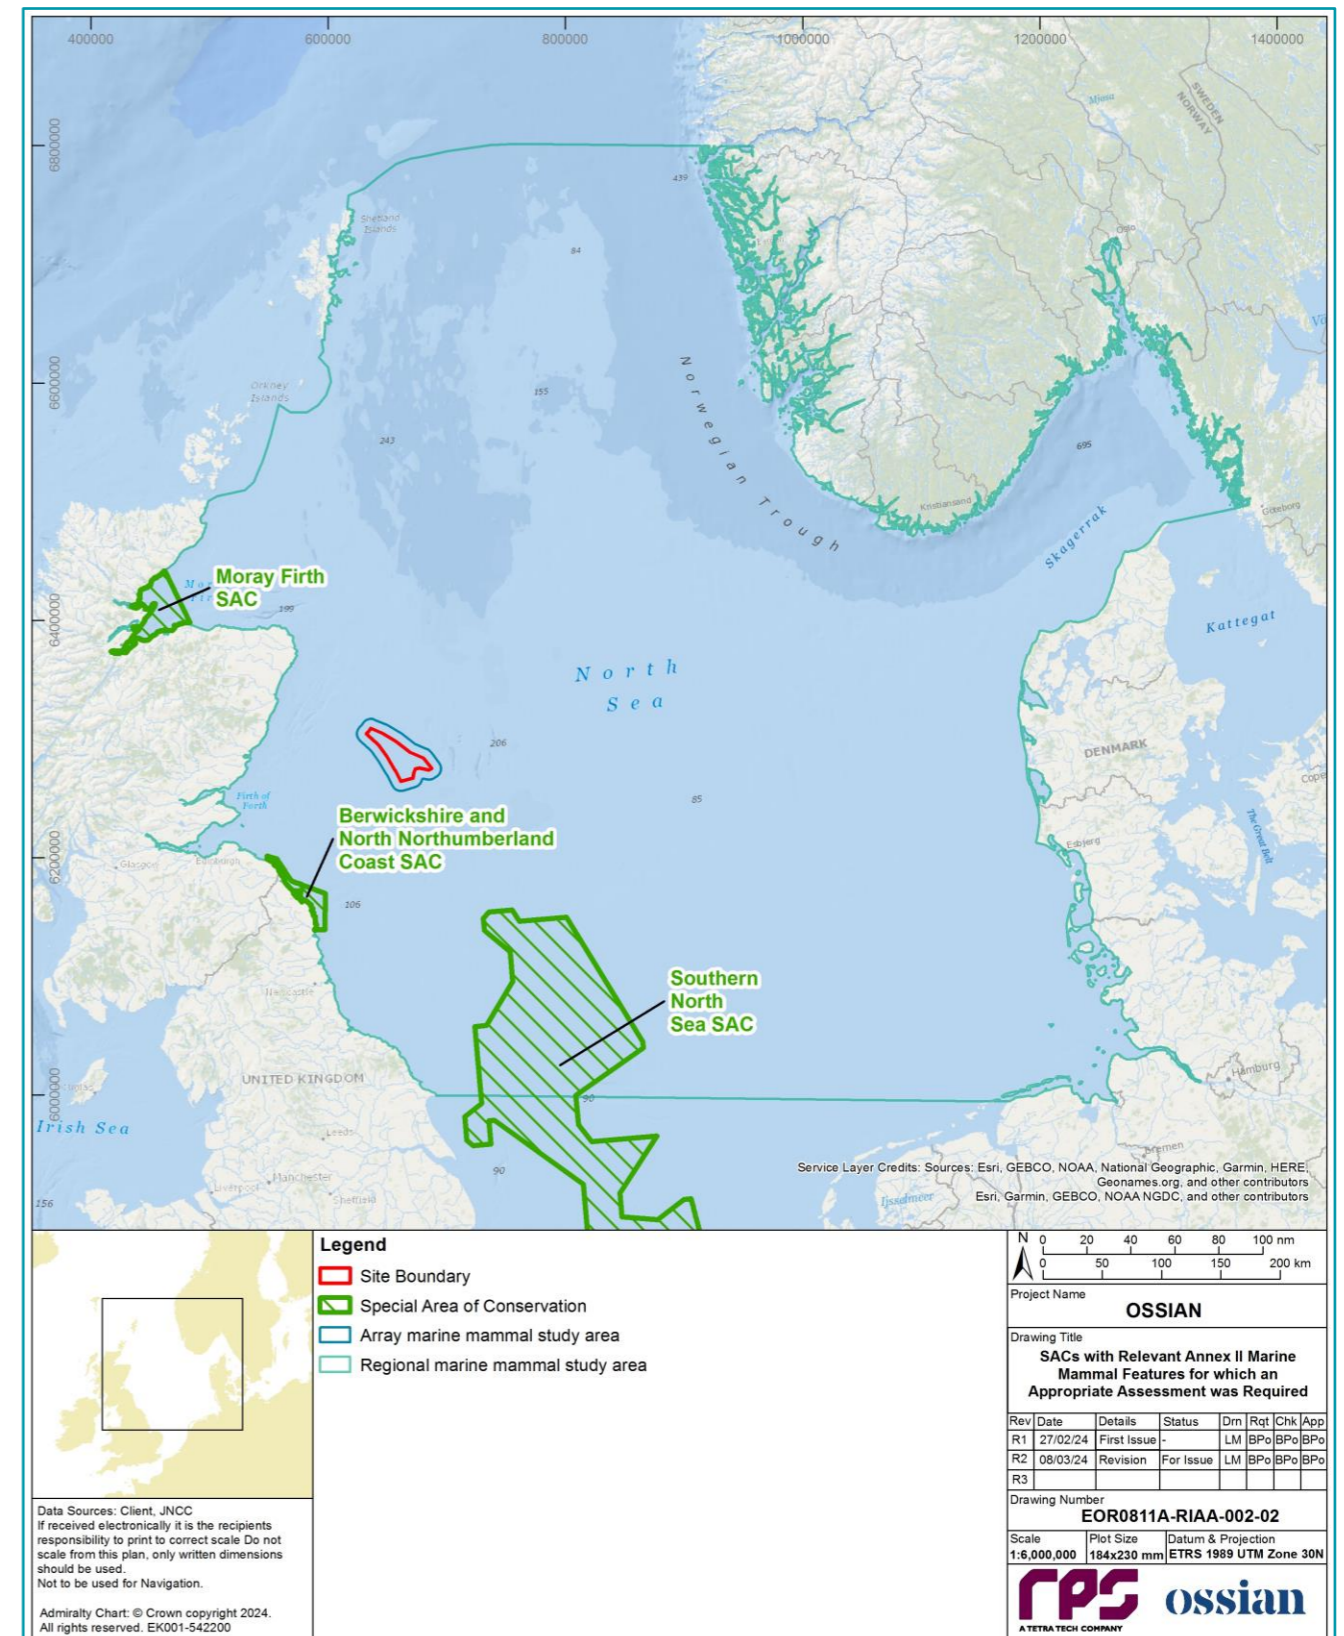 400000
600000
800000
1000000
1200000
1400000
6800000
6600000
6400000
6200000
6000000
Mjøsa
SWEDEN
NORWAY
439
Shetland
Islands
84
Oslo
Orkney
Islands
155
243
Norwegian Trough
695
Kristiansand
Göteborg
Skagerrak
Moray Firth
SAC
199
Kattegat
North
Sea
206
DENMARK
85
Firth of
Forth
Berwickshire and
North Northumberland
Coast SAC
The Great Belt
Esbjerg
Glasgow
Edinburgh
106
Southern
North
Sea SAC
Newcastle
UNITED KINGDOM
Hamburg
90
Irish Sea
Leeds
Bremen
Manchester
Liverpool
Sheffield
90
156
IJsselmeer
Service Layer Credits: Sources: Esri, GEBCO, NOAA, National Geographic, Garmin, HERE,
Geonames.org, and other contributors
Esri, Garmin, GEBCO, NOAA NGDC, and other contributors
Legend
Site Boundary
Special Area of Conservation
Array marine mammal study area
Regional marine mammal study area
N
0 20 40 60 80 100 nm
0 50 100 150 200 km
Project Name
OSSIAN
Drawing Title
SACs with Relevant Annex II Marine
Mammal Features for which an
Appropriate Assessment was Required
Rev Date Details Status Drn Rqt Chk App
R1 27/02/24 First Issue - LM BPo BPo BPo
R2 08/03/24 Revision For Issue LM BPo BPo BPo
R3
Drawing Number
EOR0811A-RIAA-002-02
Scale Plot Size Datum & Projection
1:6,000,000 184x230 mm ETRS 1989 UTM Zone 30N
rps
A TETRA TECH COMPANY
ossian
Data Sources: Client, JNCC
If received electronically it is the recipients
responsibility to print to correct scale Do not
scale from this plan, only written dimensions
should be used.
Not to be used for Navigation.
Admiralty Chart: © Crown copyright 2024.
All rights reserved. EK001-542200